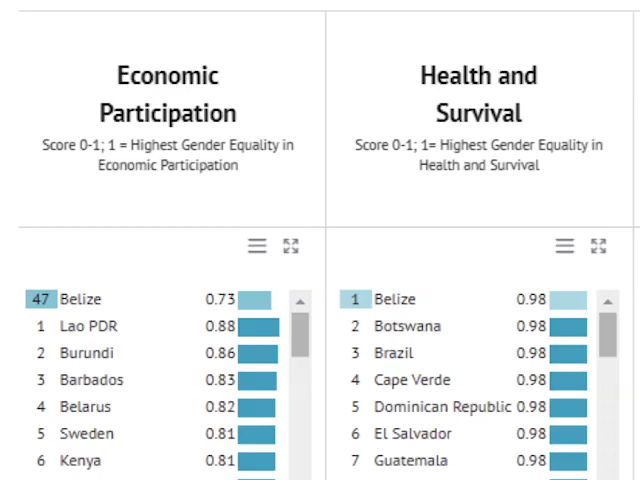 Economic
Participation
Score 0-1; 1 = Highest Gender Equality in
Economic Participation
47 Belize 0.73
1 Lao PDR 0.88
2 Burundi 0.86
3 Barbados 0.83
4 Belarus 0.82
5 Sweden 0.81
6 Kenya 0.81
Health and
Survival
Score 0-1; 1= Highest Gender Equality in
Health and Survival
1 Belize 0.98
2 Botswana 0.98
3 Brazil 0.98
4 Cape Verde 0.98
5 Dominican Republic 0.98
6 El Salvador 0.98
7 Guatemala 0.98